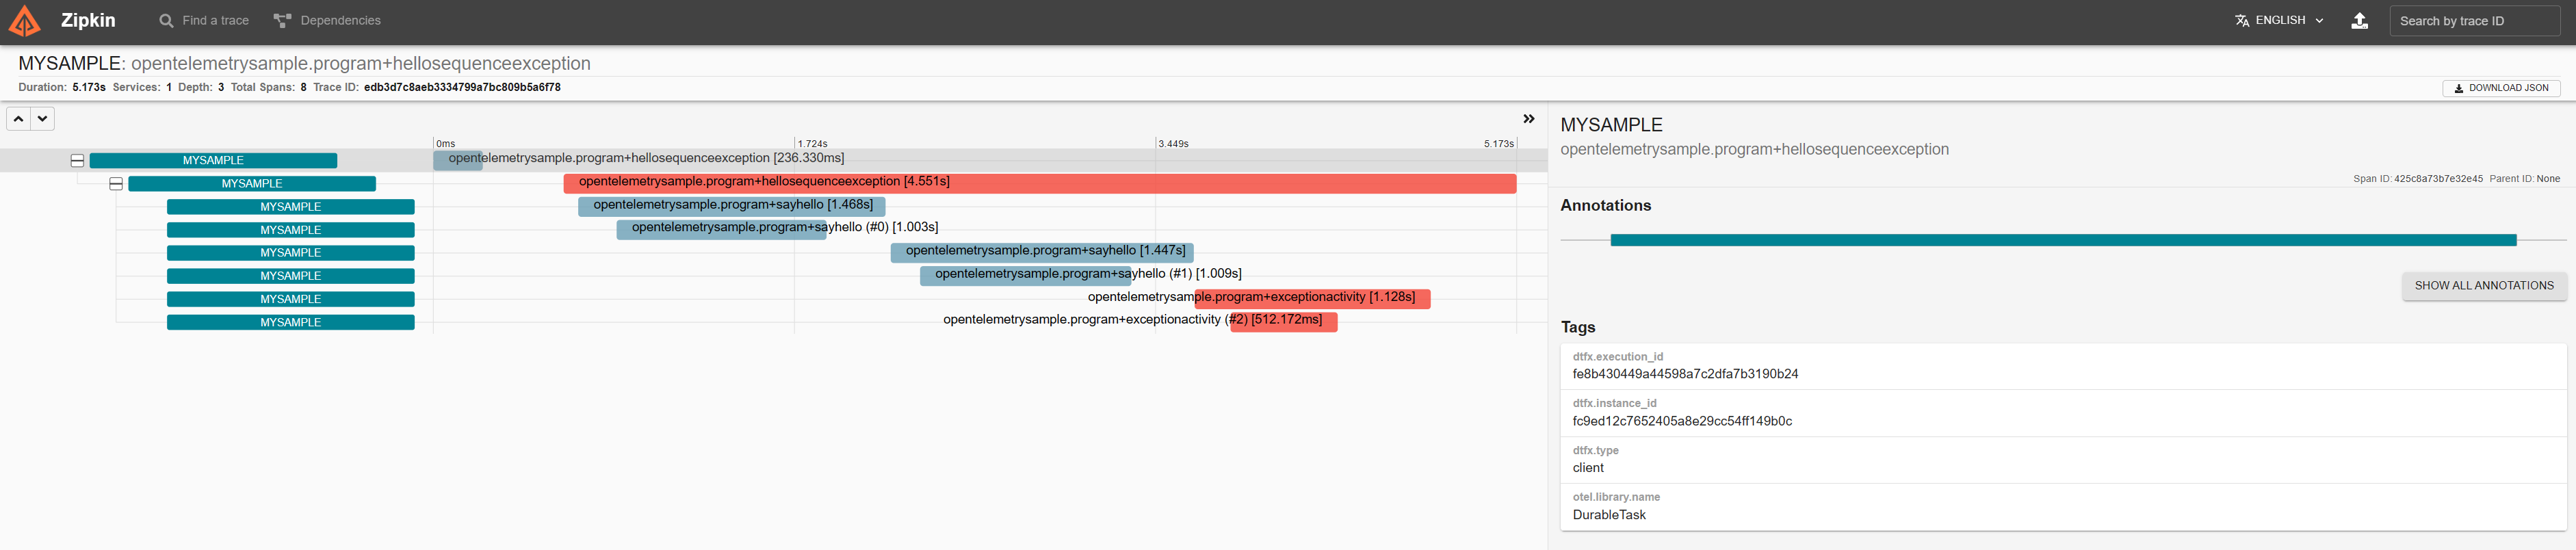 Zipkin
Find a trace
Dependencies
ENGLISH
Search by trace ID
MYSAMPLE: opentelemetrysample.program+hellosequenceexception
Duration: 5.173s Services: 1 Depth: 3 Total Spans: 8 Trace ID: edb3d7c8aeb3334799a7bc809b5a6f78
DOWNLOAD JSON
0ms 1.724s 3.449s 5.173s
MYSAMPLE opentelemetrysample.program+hellosequenceexception [236.330ms]
MYSAMPLE opentelemetrysample.program+hellosequenceexception [4.551s]
MYSAMPLE opentelemetrysample.program+sayhello [1.468s]
MYSAMPLE opentelemetrysample.program+sayhello (#0) [1.003s]
MYSAMPLE opentelemetrysample.program+sayhello [1.447s]
MYSAMPLE opentelemetrysample.program+sayhello (#1) [1.009s]
MYSAMPLE opentelemetrysample.program+exceptionactivity [1.128s]
MYSAMPLE opentelemetrysample.program+exceptionactivity (#2) [512.172ms]
MYSAMPLE
opentelemetrysample.program+hellosequenceexception
Span ID: 425c8a73b7e32e45 Parent ID: None
Annotations
SHOW ALL ANNOTATIONS
Tags
dtfx.execution_id
fe8b430449a44598a7c2dfa7b3190b24
dtfx.instance_id
fc9ed12c7652405a8e29cc54ff149b0c
dtfx.type
client
otel.library.name
DurableTask